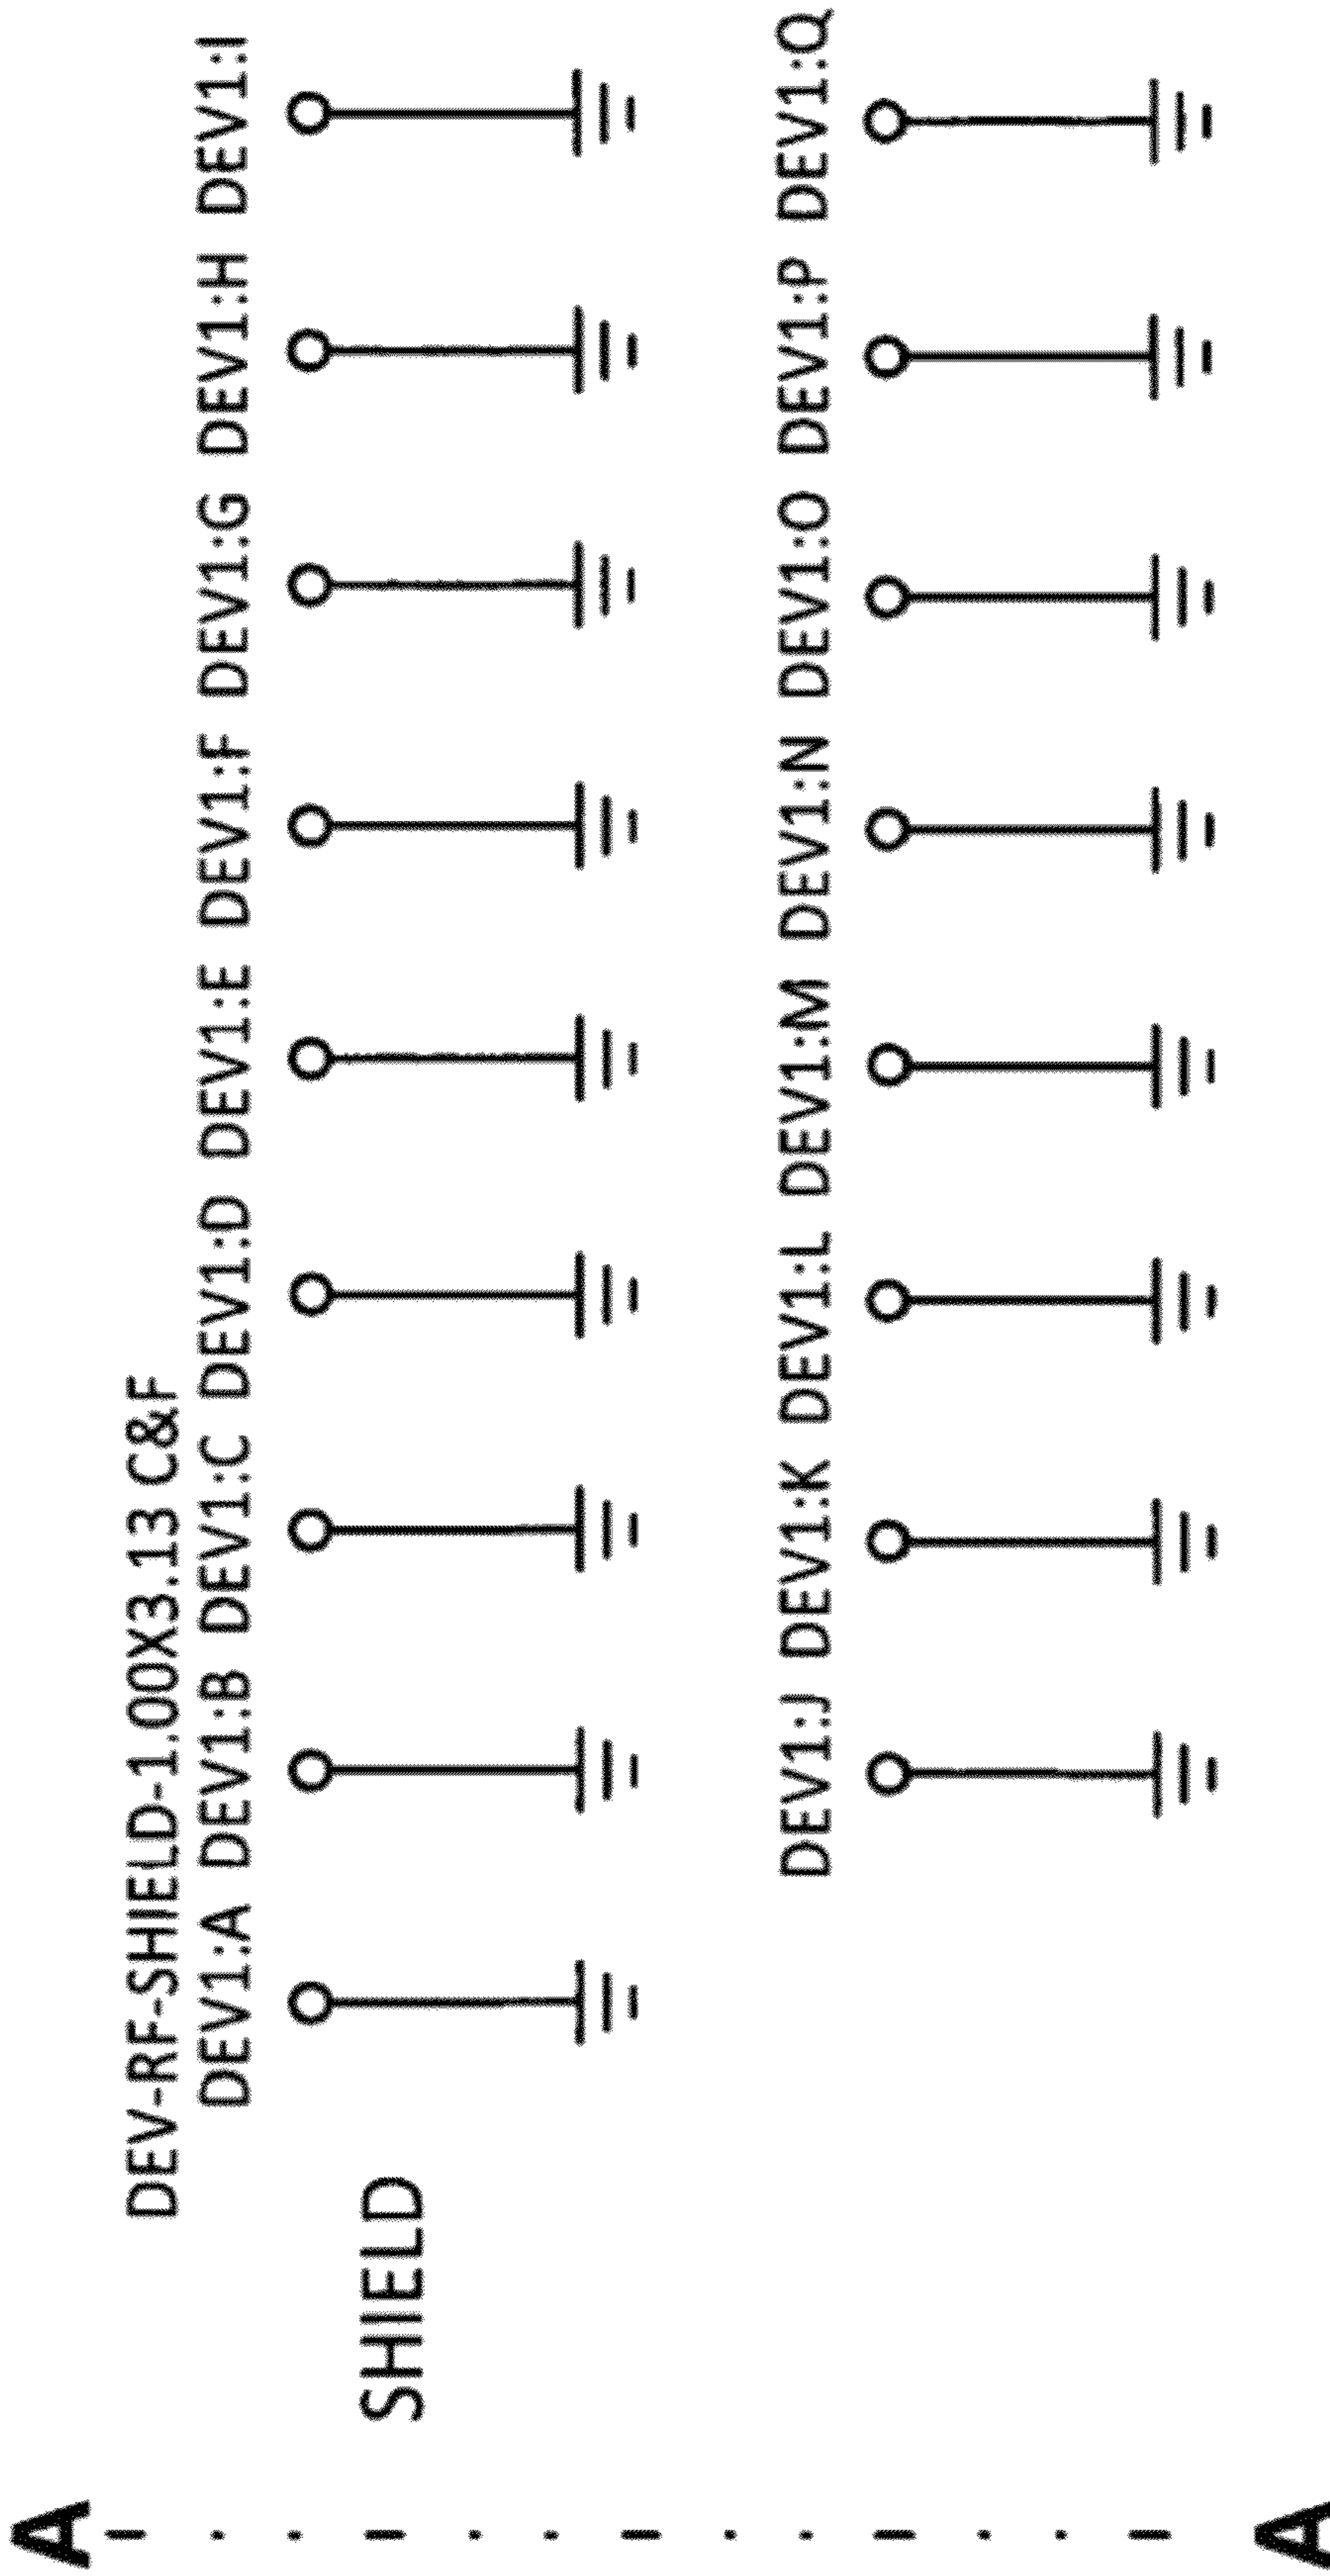 A
DEV-RF-SHIELD-1.00X3.13 C&F
DEV1:A DEV1:B DEV1:C DEV1:D DEV1:E DEV1:F DEV1:G DEV1:H DEV1:I
SHIELD
DEV1:J DEV1:K DEV1:L DEV1:M DEV1:N DEV1:O DEV1:P DEV1:Q
A